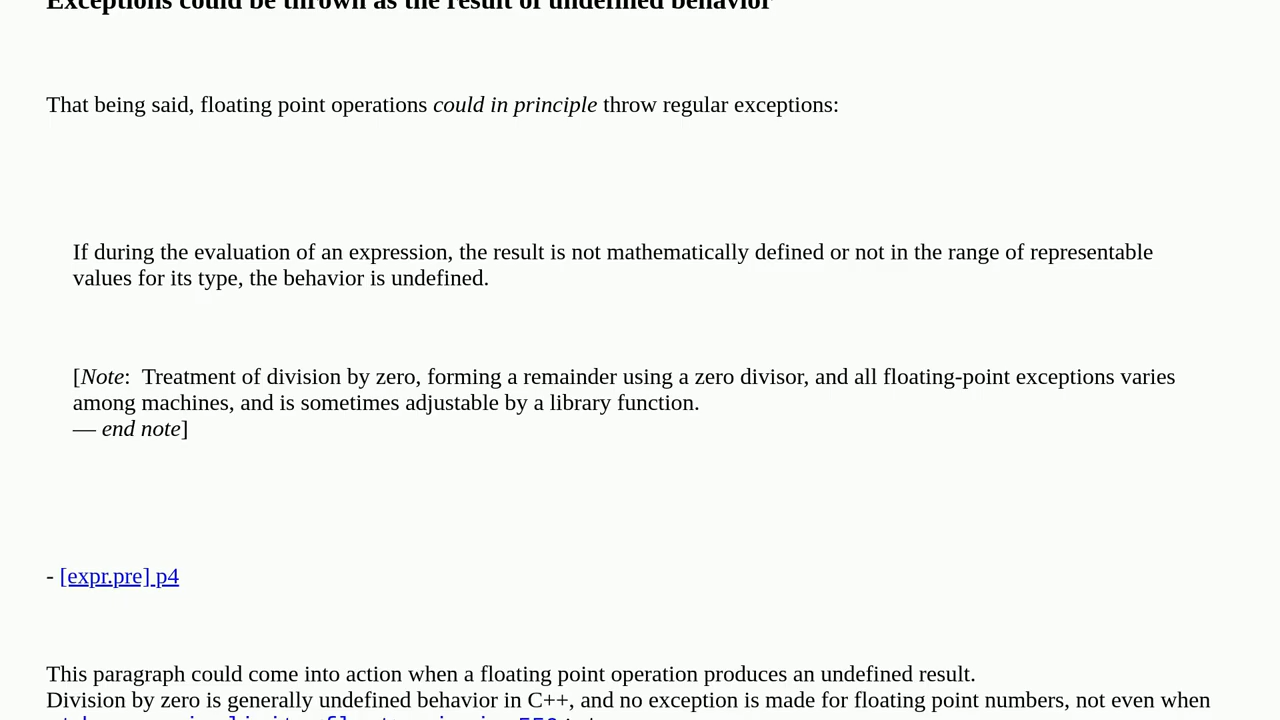 Exceptions could be thrown as the result of undefined behavior
That being said, floating point operations could in principle throw regular exceptions:
If during the evaluation of an expression, the result is not mathematically defined or not in the range of representable
values for its type, the behavior is undefined.
[Note:  Treatment of division by zero, forming a remainder using a zero divisor, and all floating-point exceptions varies
among machines, and is sometimes adjustable by a library function.
— end note]
- [expr.pre] p4
This paragraph could come into action when a floating point operation produces an undefined result.
Division by zero is generally undefined behavior in C++, and no exception is made for floating point numbers, not even when